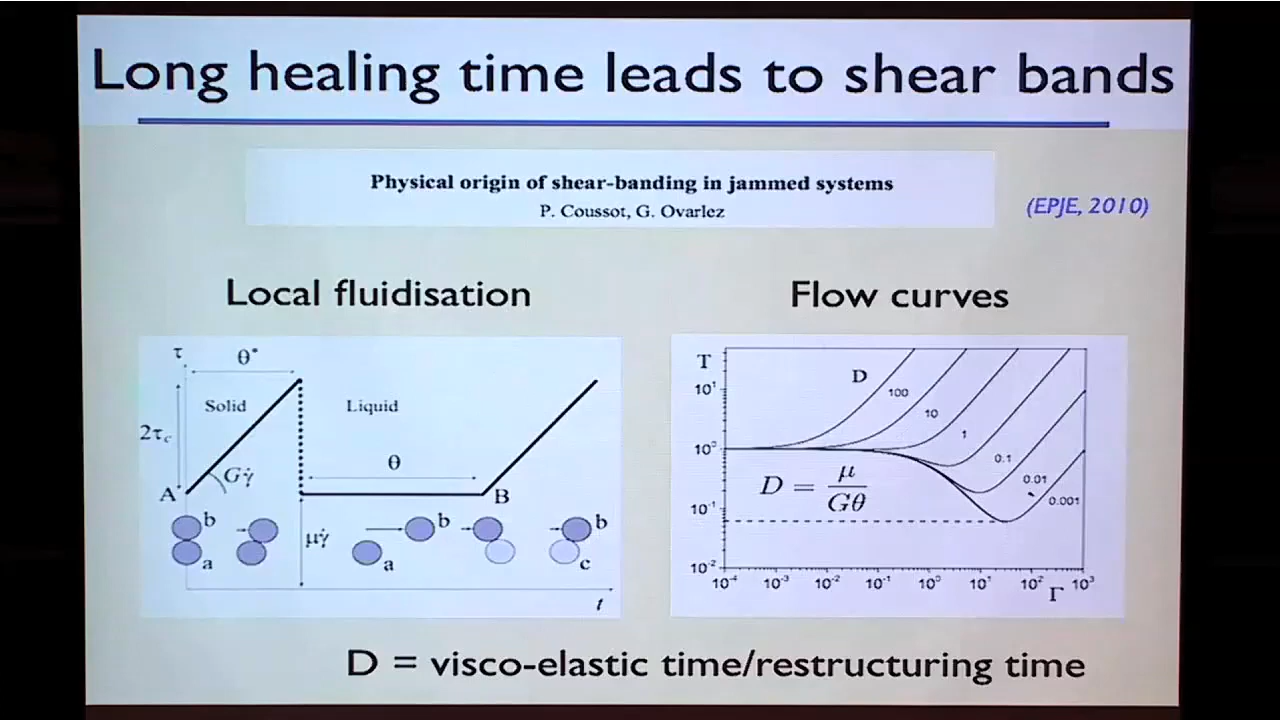 Long healing time leads to shear bands
Physical origin of shear-banding in jammed systems
P. Coussot, G. Ovarlez
(EPJE, 2010)
Local fluidisation
Flow curves
τ
θ*
Solid
Liquid
2τc
θ
Gγ̇
A
B
b
b
b
μγ̇
a
a
c
t
T
D
10¹
100
10
1
10⁰
0.1
D = μ/Gθ
0.01
0.001
10⁻¹
10⁻²
10⁻⁴ 10⁻³ 10⁻² 10⁻¹ 10⁰ 10¹ 10² 10³
Γ
D = visco-elastic time/restructuring time